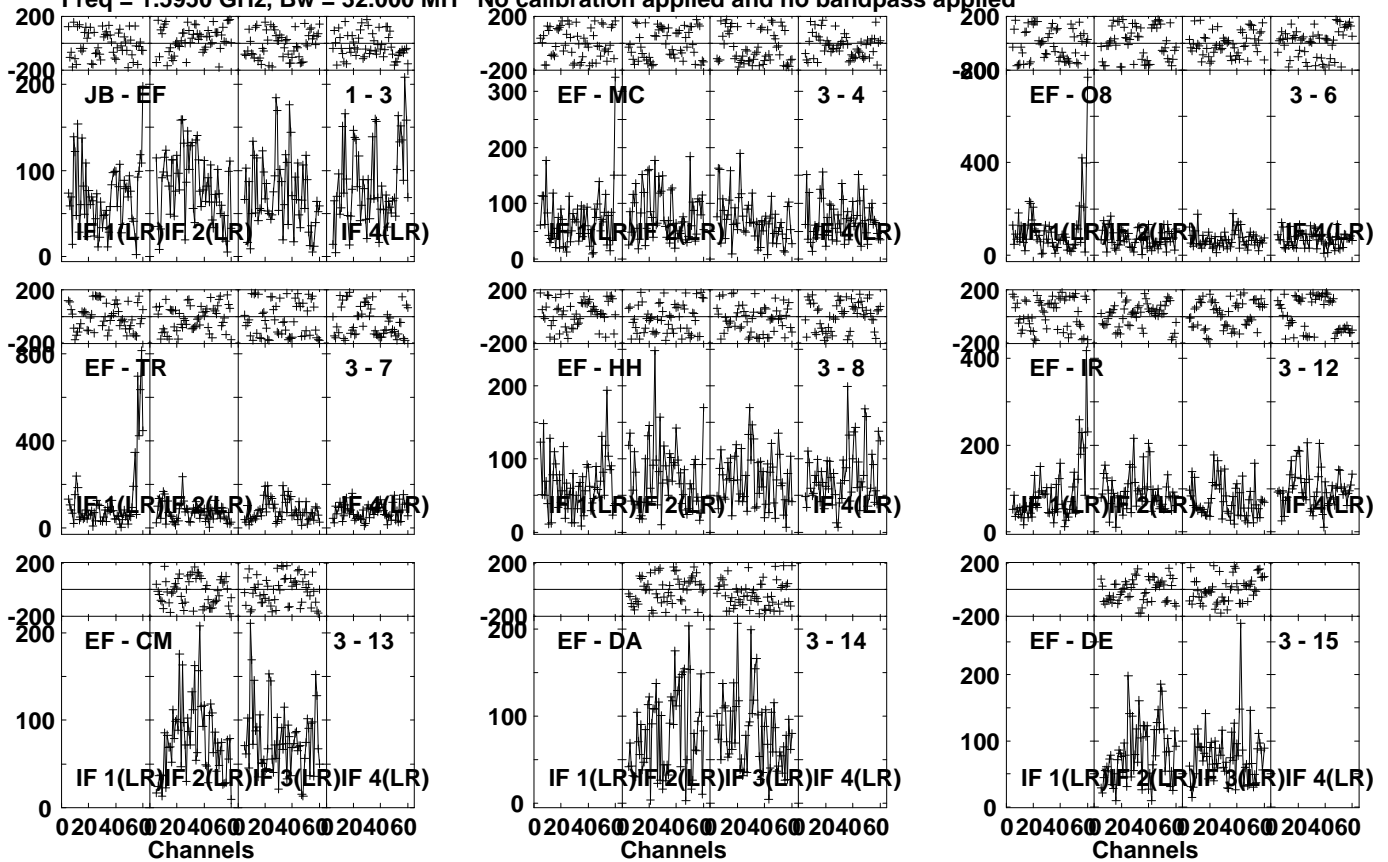 Freq = 1.5950 GHz, Bw = 32.000 MH No calibration applied and no bandpass applied
200
-200
200
100
0
JB - EF 1 - 3
IF 1(LR) IF 2(LR) IF 4(LR)
200
-200
300
200
100
0
EF - MC 3 - 4
IF 1(LR) IF 2(LR) IF 4(LR)
200
-200
800
400
200
0
EF - O8 3 - 6
IF 1(LR) IF 2(LR) IF 4(LR)
200
-200
800
400
200
0
EF - TR 3 - 7
IF 1(LR) IF 2(LR) IF 4(LR)
200
-200
200
100
0
EF - HH 3 - 8
IF 1(LR) IF 2(LR) IF 4(LR)
200
-200
400
200
0
EF - IR 3 - 12
IF 1(LR) IF 2(LR) IF 4(LR)
200
-200
200
100
0
EF - CM 3 - 13
IF 1(LR) IF 2(LR) IF 3(LR) IF 4(LR)
0 20 40 60 0 20 40 60 0 20 40 60 0 20 40 60
Channels
200
-200
200
100
0
EF - DA 3 - 14
IF 1(LR) IF 2(LR) IF 3(LR) IF 4(LR)
0 20 40 60 0 20 40 60 0 20 40 60 0 20 40 60
Channels
200
-200
200
100
0
EF - DE 3 - 15
IF 1(LR) IF 2(LR) IF 3(LR) IF 4(LR)
0 20 40 60 0 20 40 60 0 20 40 60 0 20 40 60
Channels